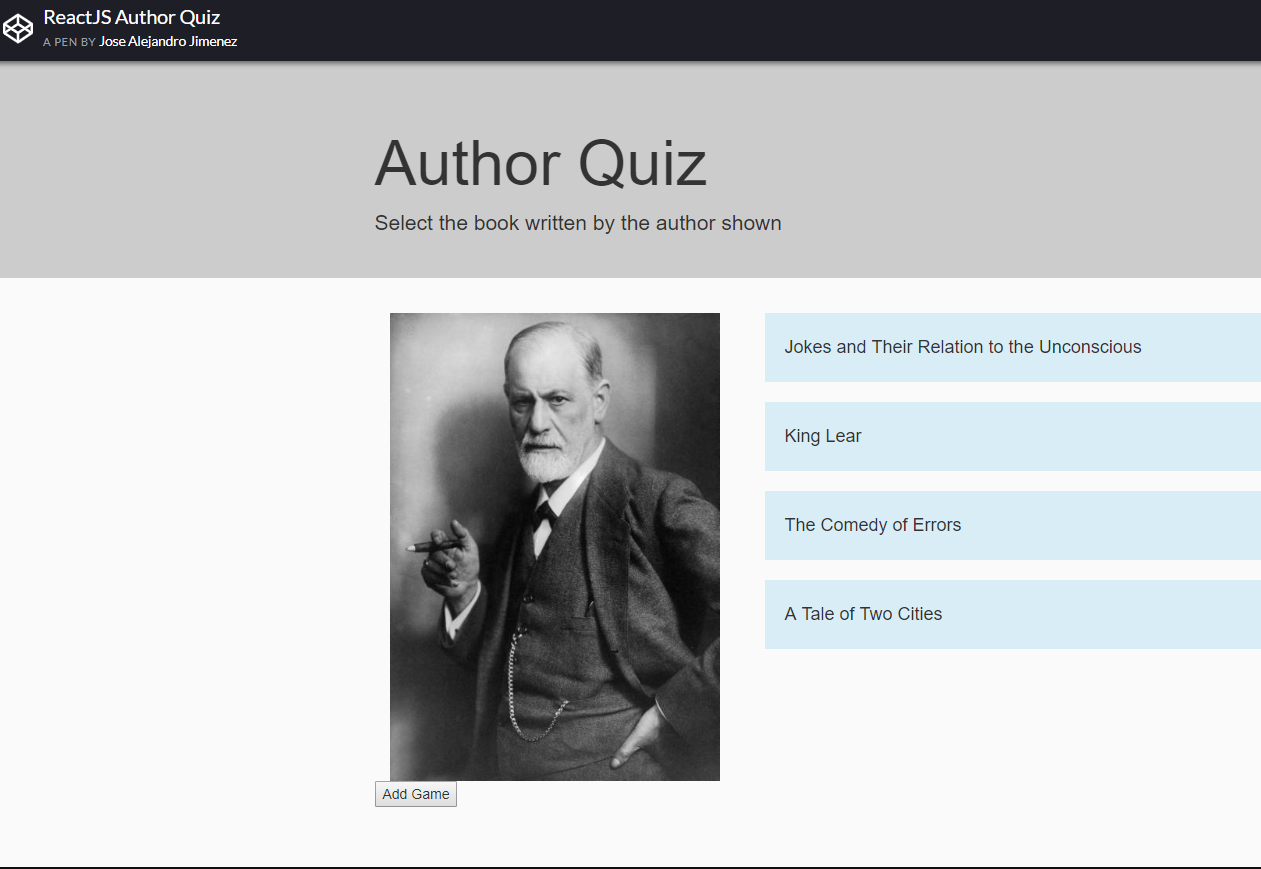 ReactJS Author Quiz
A PEN BY Jose Alejandro Jimenez
Author Quiz
Select the book written by the author shown
Jokes and Their Relation to the Unconscious
King Lear
The Comedy of Errors
A Tale of Two Cities
Add Game